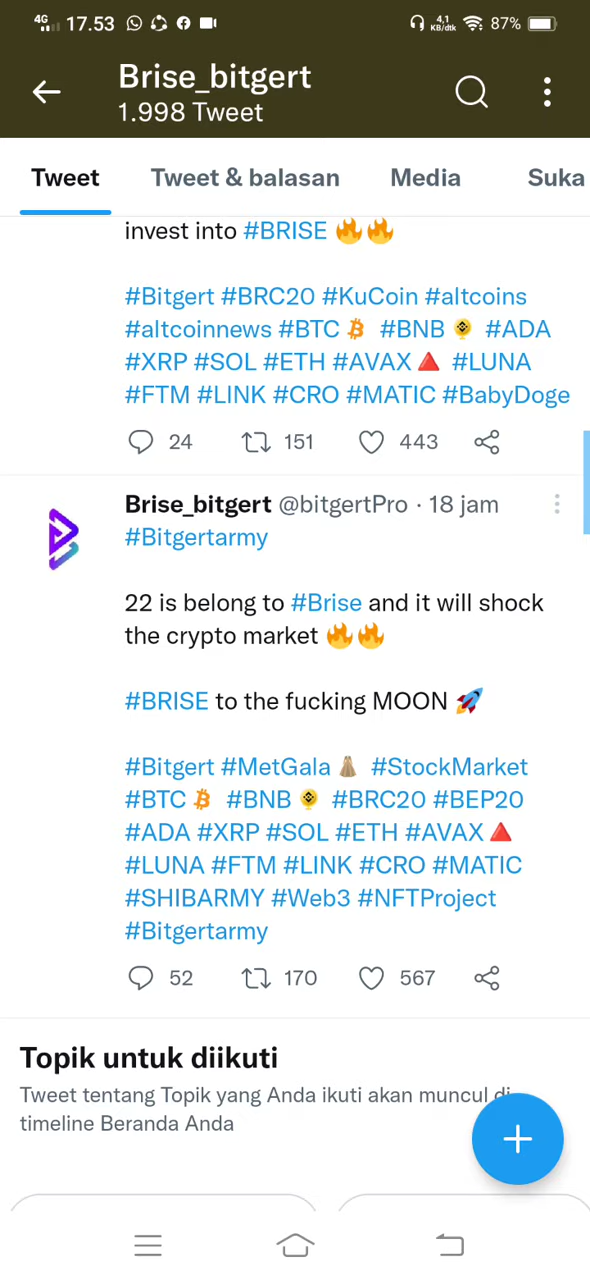 4G 17.53 4,1 KB/dtk 87%
Brise_bitgert
1.998 Tweet
Tweet Tweet & balasan Media Suka
invest into #BRISE 🔥🔥
#Bitgert #BRC20 #KuCoin #altcoins
#altcoinnews #BTC #BNB #ADA
#XRP #SOL #ETH #AVAX🔺 #LUNA
#FTM #LINK #CRO #MATIC #BabyDoge
24 151 443
Brise_bitgert @bitgertPro · 18 jam
#Bitgertarmy
22 is belong to #Brise and it will shock
the crypto market 🔥🔥
#BRISE to the fucking MOON 🚀
#Bitgert #MetGala #StockMarket
#BTC #BNB #BRC20 #BEP20
#ADA #XRP #SOL #ETH #AVAX🔺
#LUNA #FTM #LINK #CRO #MATIC
#SHIBARMY #Web3 #NFTProject
#Bitgertarmy
52 170 567
Topik untuk diikuti
Tweet tentang Topik yang Anda ikuti akan muncul di
timeline Beranda Anda